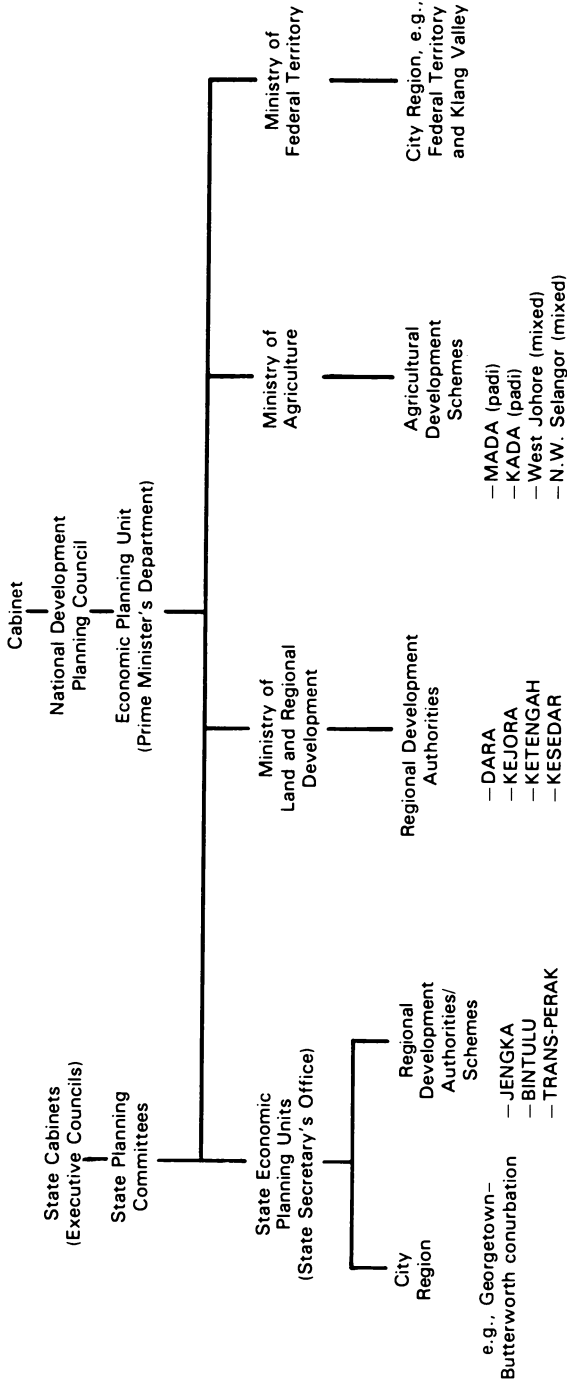 Cabinet
National Development
Planning Council
Economic Planning Unit
(Prime Minister's Department)
State Cabinets
(Executive Councils)
State Planning
Committees
State Economic
Planning Units
(State Secretary's Office)
City
Region
e.g., Georgetown–
Butterworth conurbation
Regional
Development
Authorities/
Schemes
–JENGKA
–BINTULU
–TRANS-PERAK
Ministry of
Land and Regional
Development
Regional Development
Authorities
–DARA
–KEJORA
–KETENGAH
–KESEDAR
Ministry of
Agriculture
Agricultural
Development
Schemes
–MADA (padi)
–KADA (padi)
–West Johore (mixed)
–N.W. Selangor (mixed)
Ministry of
Federal Territory
City Region, e.g.,
Federal Territory
and Klang Valley